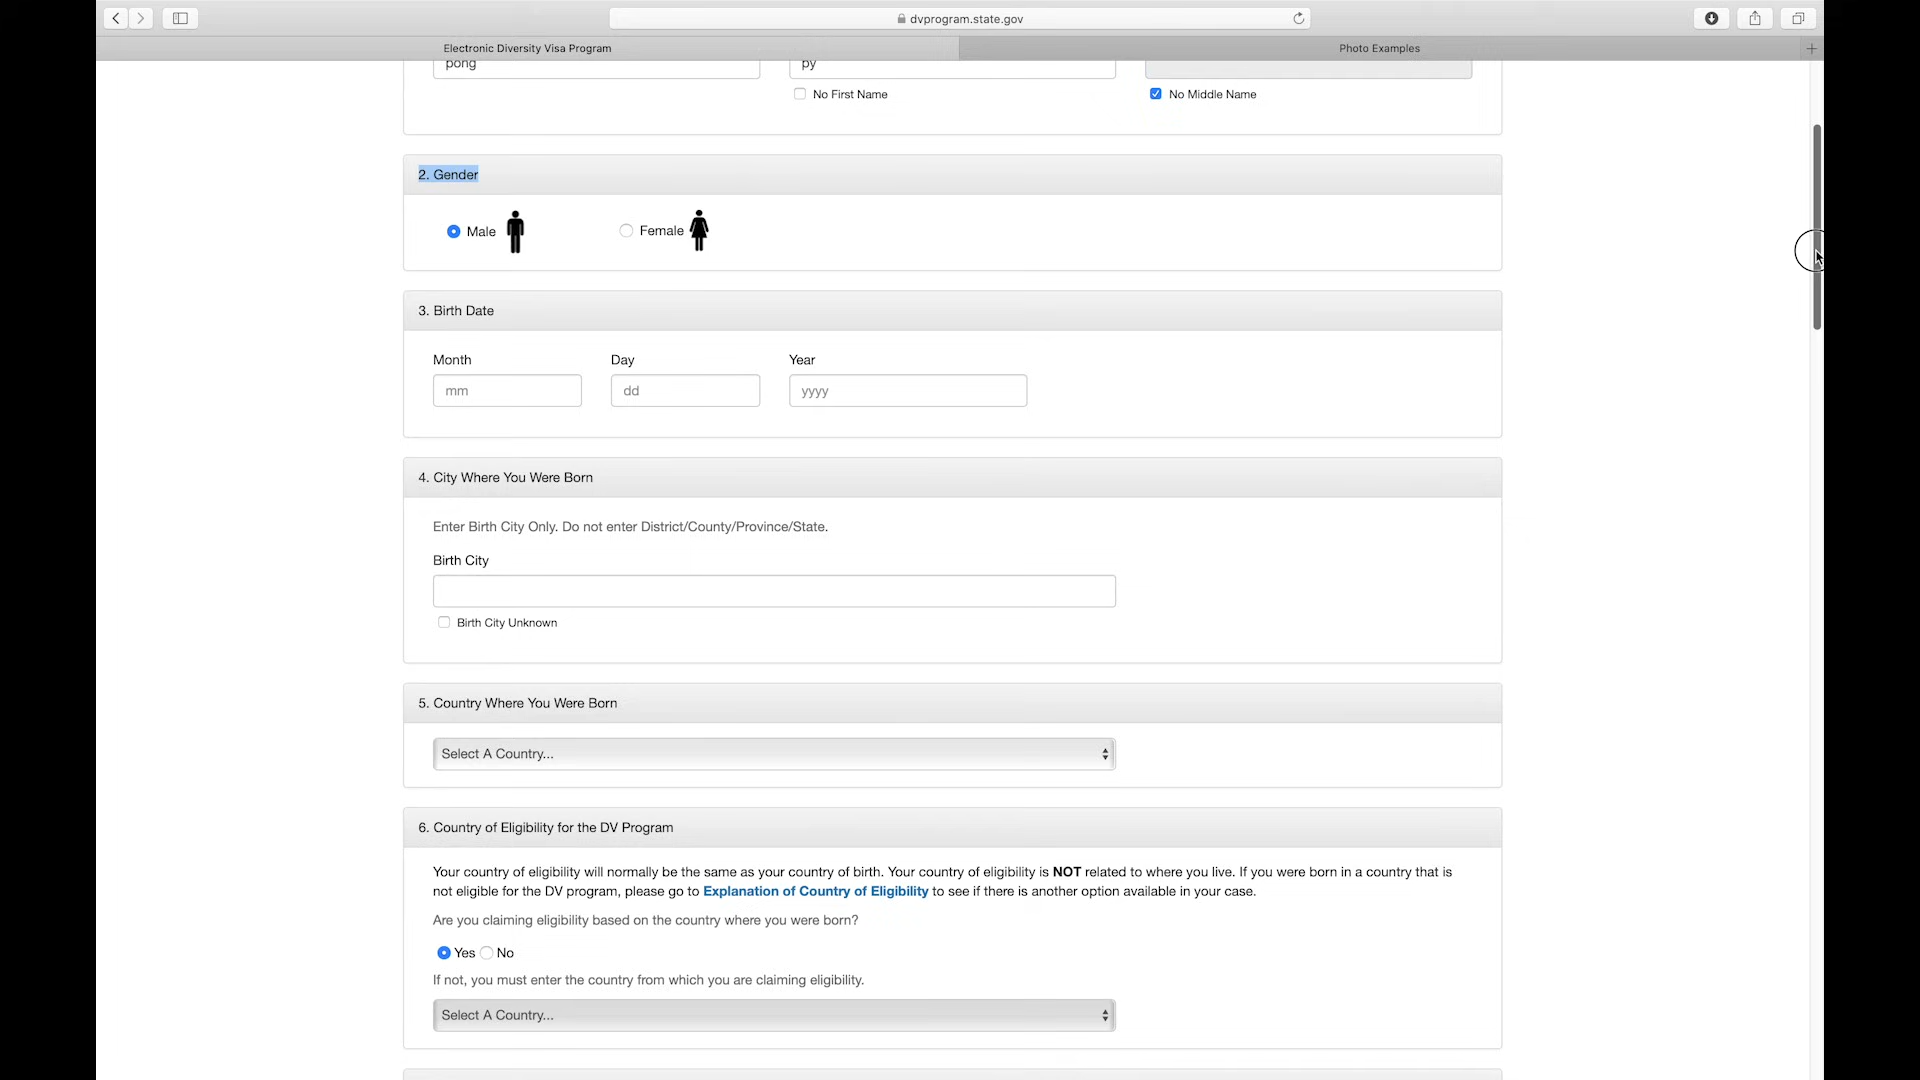 dvprogram.state.gov
Electronic Diversity Visa Program
Photo Examples
pong
py
No First Name
No Middle Name
2. Gender
Male
Female
3. Birth Date
Month
Day
Year
mm
dd
yyyy
4. City Where You Were Born
Enter Birth City Only. Do not enter District/County/Province/State.
Birth City
Birth City Unknown
5. Country Where You Were Born
Select A Country...
6. Country of Eligibility for the DV Program
Your country of eligibility will normally be the same as your country of birth. Your country of eligibility is NOT related to where you live. If you were born in a country that is
not eligible for the DV program, please go to Explanation of Country of Eligibility to see if there is another option available in your case.
Are you claiming eligibility based on the country where you were born?
Yes No
If not, you must enter the country from which you are claiming eligibility.
Select A Country...